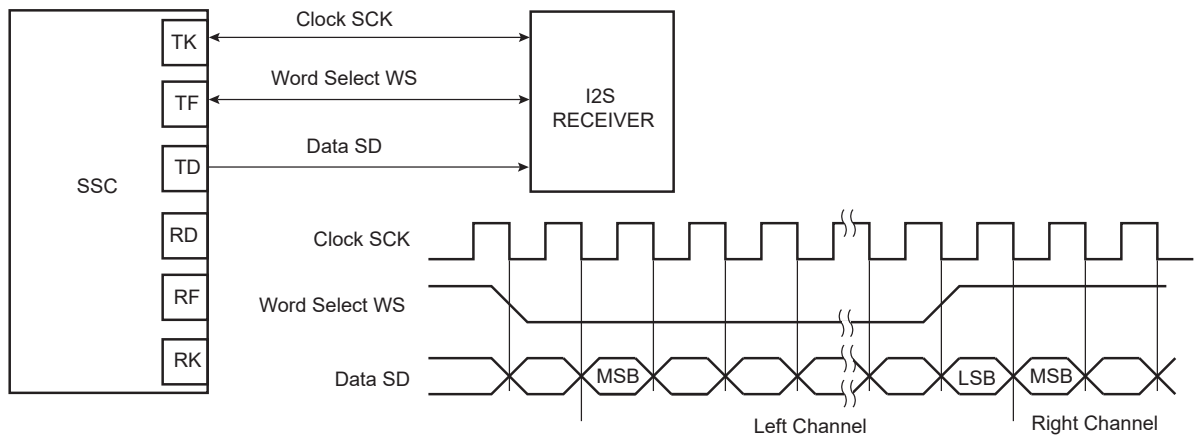 SSC
TK
TF
TD
RD
RF
RK
Clock SCK
Word Select WS
Data SD
I2S
RECEIVER
Clock SCK
Word Select WS
Data SD
MSB
LSB
MSB
Left Channel
Right Channel